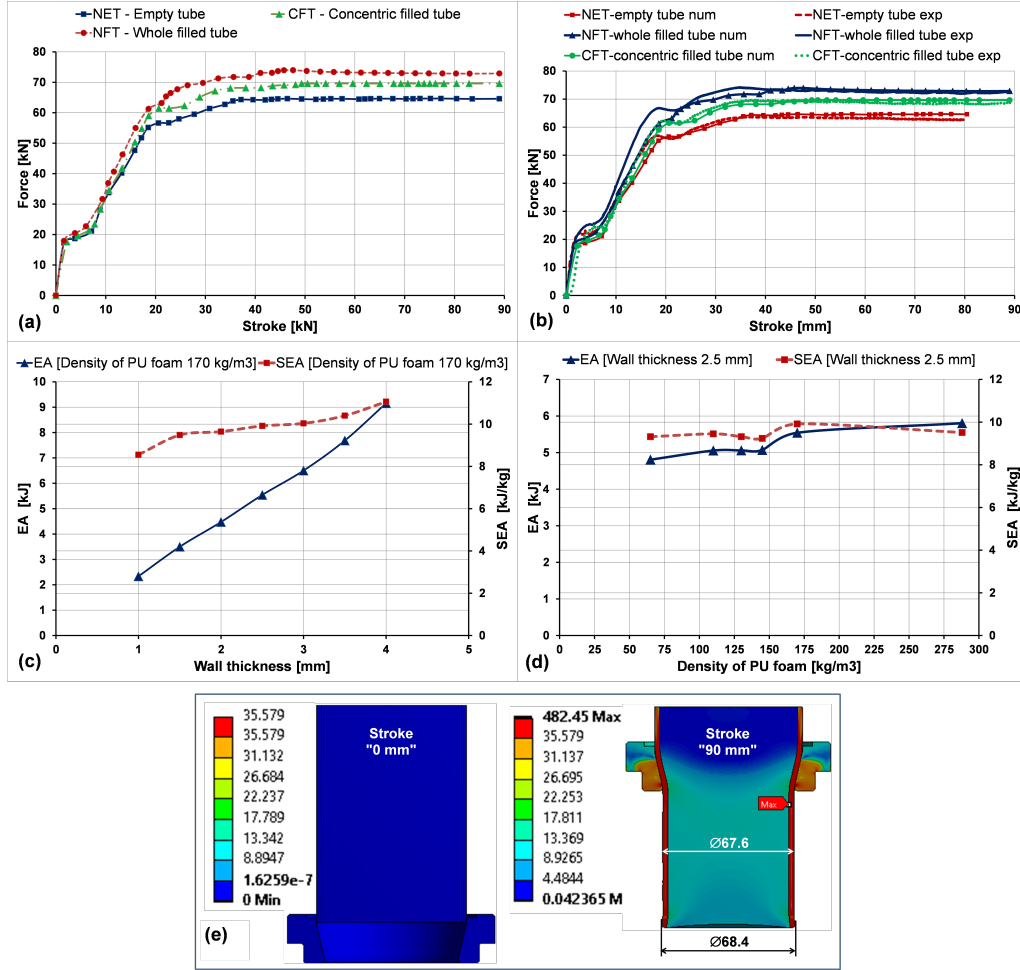 NET - Empty tube
CFT - Concentric filled tube
NFT - Whole filled tube
80
70
60
50
40
30
20
10
0
Force [kN]
0 10 20 30 40 50 60 70 80 90
Stroke [kN]
(a)
NET-empty tube num
NET-empty tube exp
NFT-whole filled tube num
NFT-whole filled tube exp
CFT-concentric filled tube num
CFT-concentric filled tube exp
80
70
60
50
40
30
20
10
0
Force [kN]
0 10 20 30 40 50 60 70 80 90
Stroke [mm]
(b)
EA [Density of PU foam 170 kg/m3]
SEA [Density of PU foam 170 kg/m3]
10
9
8
7
6
5
4
3
2
1
0
EA [kJ]
12
10
8
6
4
2
0
SEA [kJ/kg]
0 1 2 3 4 5
Wall thickness [mm]
(c)
EA [Wall thickness 2.5 mm]
SEA [Wall thickness 2.5 mm]
7
6
5
4
3
2
1
0
EA [kJ]
12
10
8
6
4
2
0
SEA [kJ/kg]
0 25 50 75 100 125 150 175 200 225 250 275 300
Density of PU foam [kg/m3]
(d)
35.579
35.579
31.132
26.684
22.237
17.789
13.342
8.8947
1.6259e-7
0 Min
Stroke
"0 mm"
(e)
482.45 Max
35.579
31.137
26.695
22.253
17.811
13.369
8.9265
4.4844
0.042365 M
Stroke
"90 mm"
Max
Ø67.6
Ø68.4